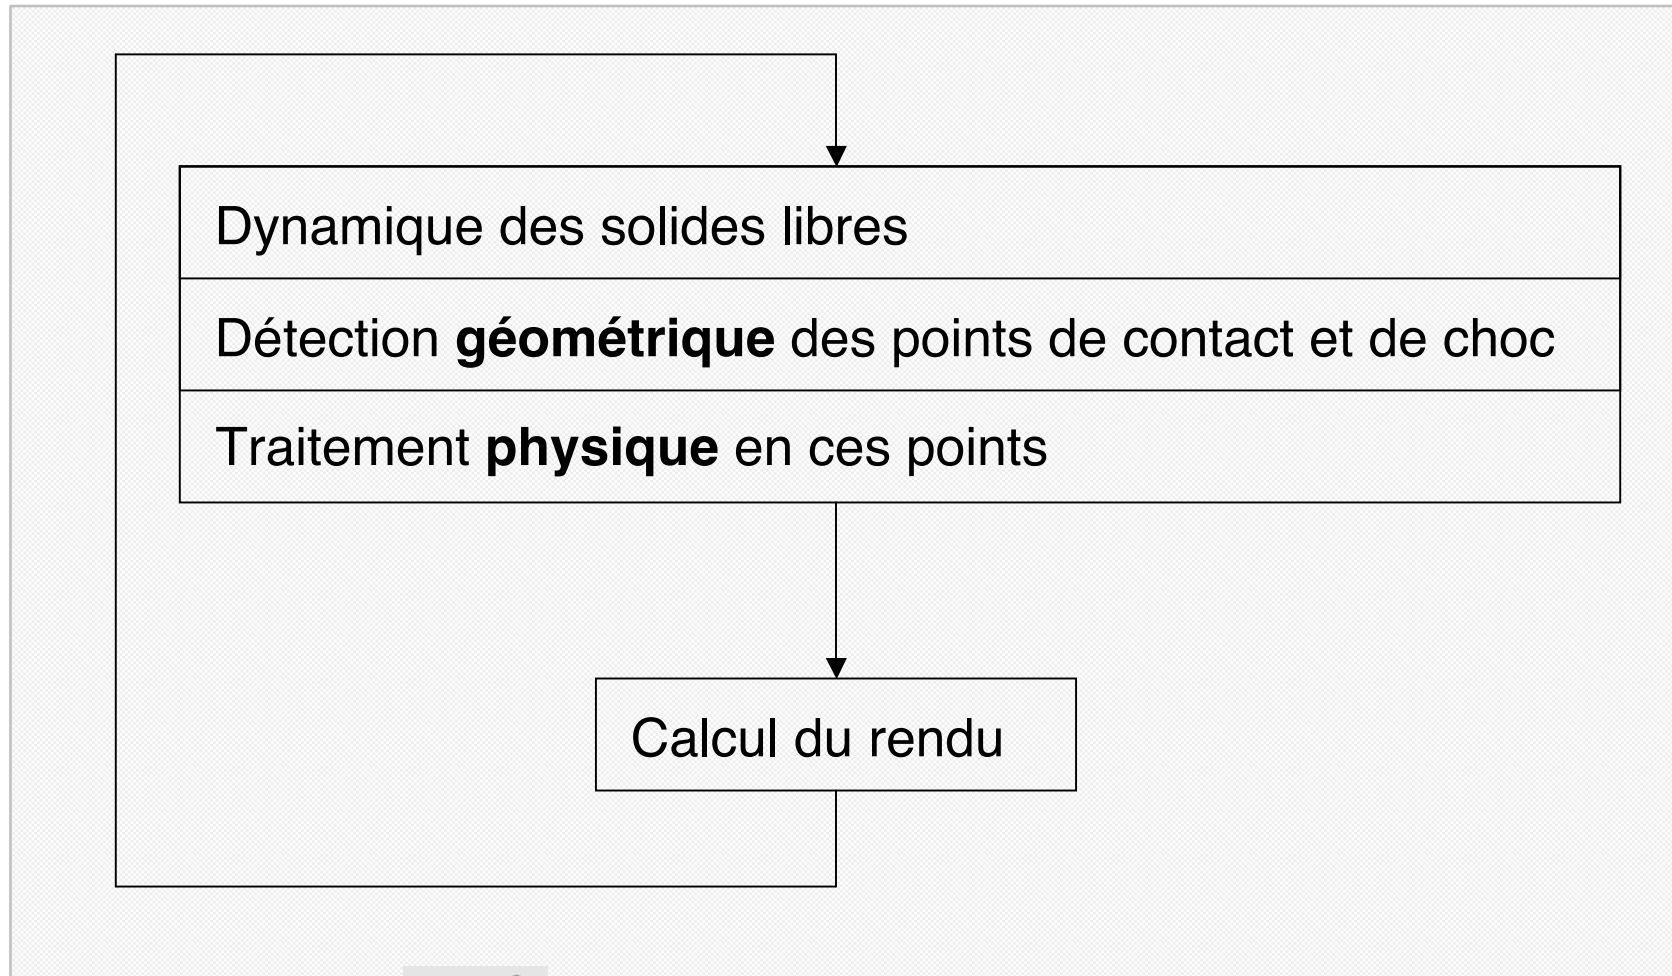 Dynamique des solides libres
Détection géométrique des points de contact et de choc
Traitement physique en ces points
Calcul du rendu